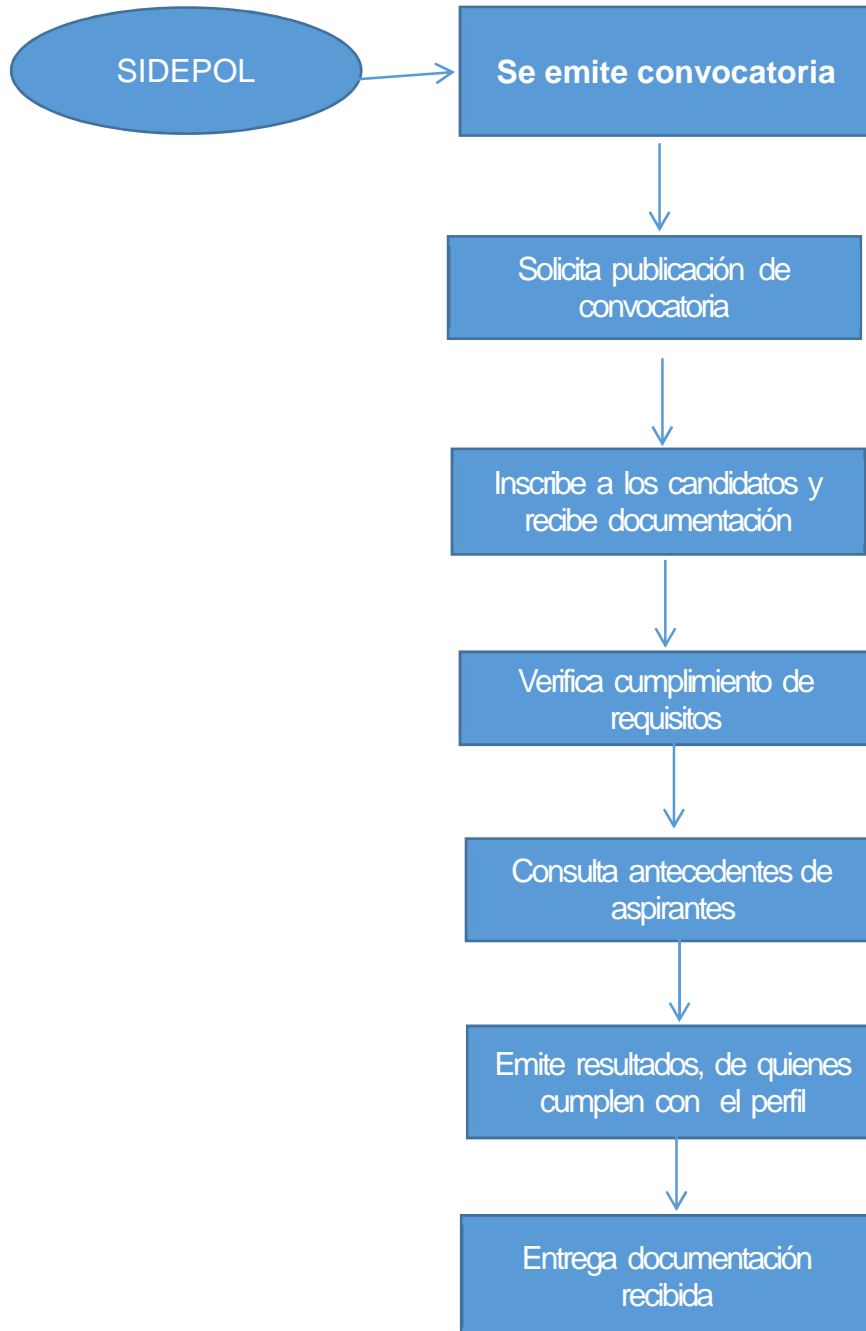 SIDEPOL
Se emite convocatoria
Solicita publicación de
convocatoria
Inscribe a los candidatos y
recibe documentación
Verifica cumplimiento de
requisitos
Consulta antecedentes de
aspirantes
Emite resultados, de quienes
cumplen con el perfil
Entrega documentación
recibida